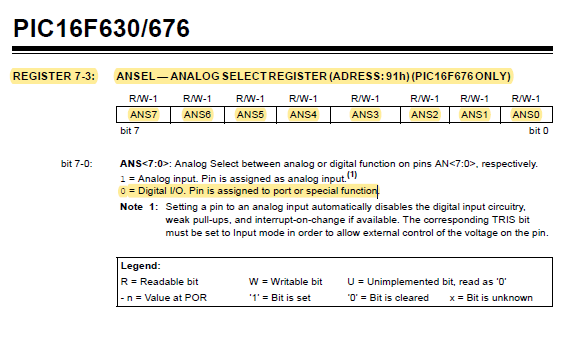 PIC16F630/676
REGISTER 7-3: ANSEL — ANALOG SELECT REGISTER (ADRESS: 91h) (PIC16F676 ONLY)
R/W-1 R/W-1 R/W-1 R/W-1 R/W-1 R/W-1 R/W-1 R/W-1
ANS7 ANS6 ANS5 ANS4 ANS3 ANS2 ANS1 ANS0
bit 7 bit 0
bit 7-0: ANS<7:0>: Analog Select between analog or digital function on pins AN<7:0>, respectively.
1 = Analog input. Pin is assigned as analog input.(1)
0 = Digital I/O. Pin is assigned to port or special function.
Note 1: Setting a pin to an analog input automatically disables the digital input circuitry,
weak pull-ups, and interrupt-on-change if available. The corresponding TRIS bit
must be set to Input mode in order to allow external control of the voltage on the pin.
Legend:
R = Readable bit W = Writable bit U = Unimplemented bit, read as '0'
- n = Value at POR '1' = Bit is set '0' = Bit is cleared x = Bit is unknown